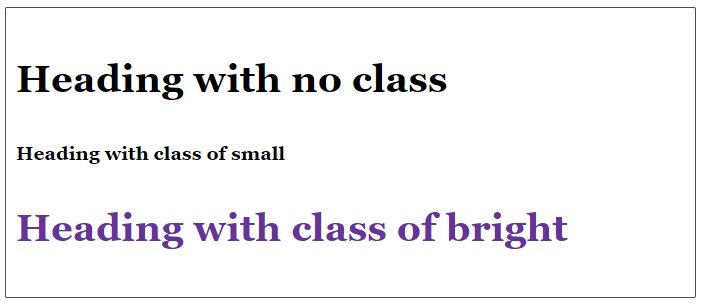 Heading with no class
Heading with class of small
Heading with class of bright